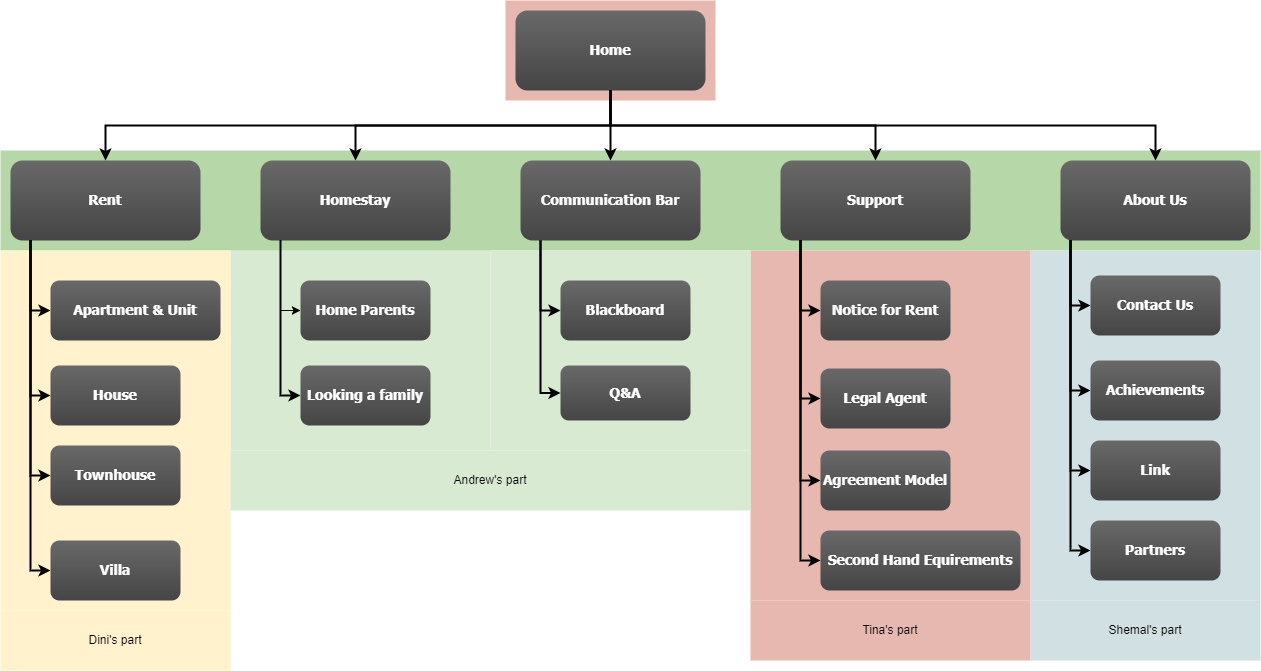 Home
Rent
Homestay
Communication Bar
Support
About Us
Apartment & Unit
House
Townhouse
Villa
Dini's part
Home Parents
Looking a family
Blackboard
Q&A
Andrew's part
Notice for Rent
Legal Agent
Agreement Model
Second Hand Equirements
Tina's part
Contact Us
Achievements
Link
Partners
Shemal's part